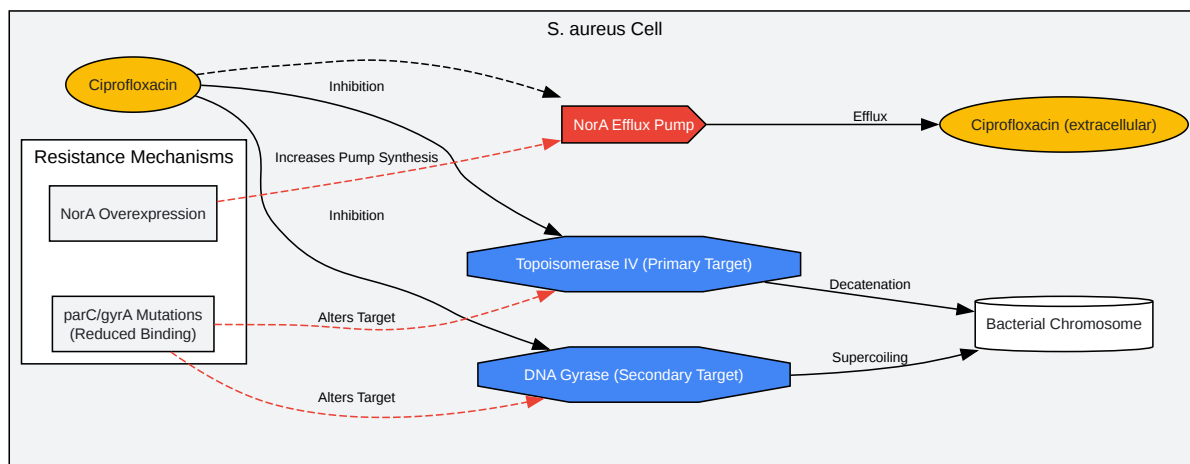 S. aureus Cell
Ciprofloxacin
Inhibition
NorA Efflux Pump
Efflux
Ciprofloxacin (extracellular)
Resistance Mechanisms
Increases Pump Synthesis
NorA Overexpression
Inhibition
Topoisomerase IV (Primary Target)
Decatenation
parC/gyrA Mutations
(Reduced Binding)
Alters Target
Bacterial Chromosome
Supercoiling
DNA Gyrase (Secondary Target)
Alters Target